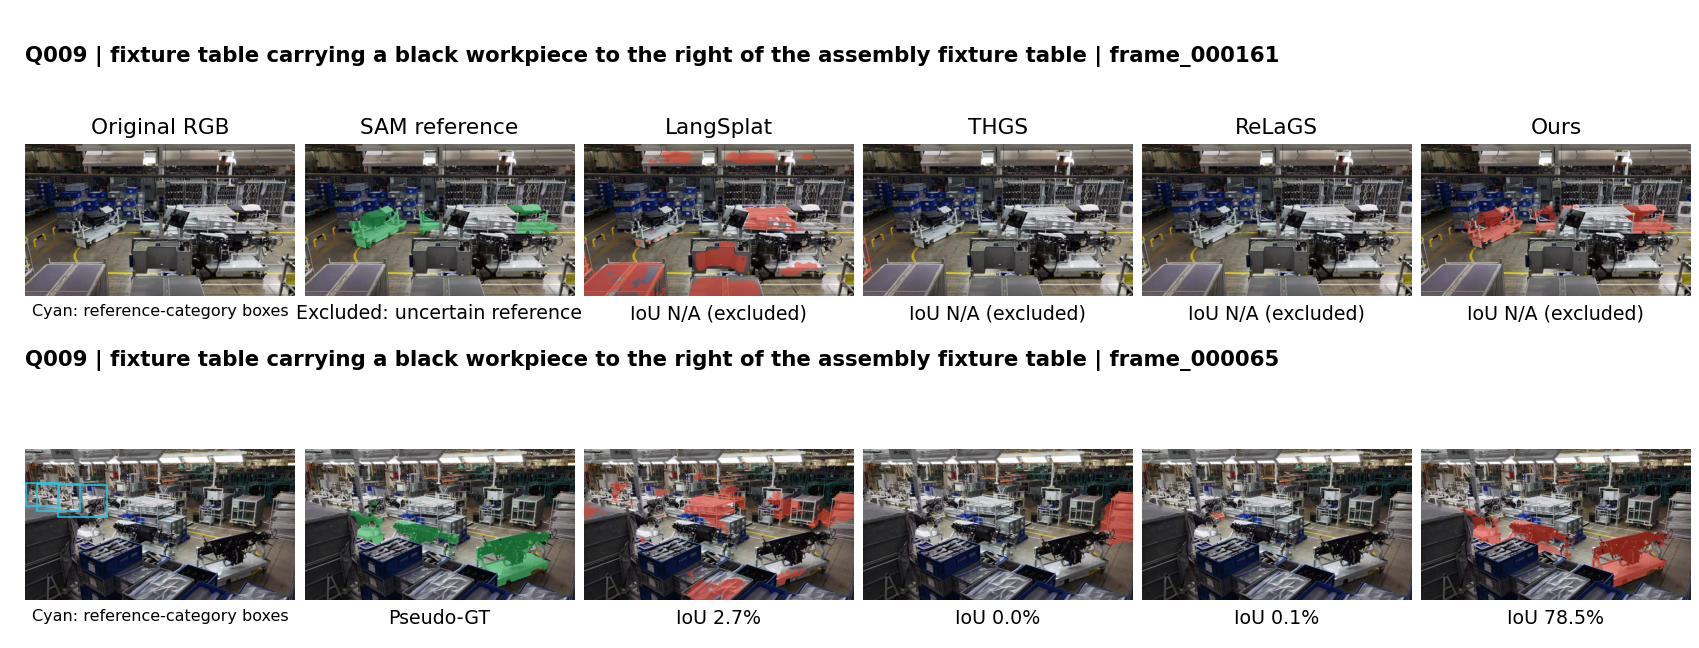 Q009 | fixture table carrying a black workpiece to the right of the assembly fixture table | frame_000161
Original RGB SAM reference LangSplat THGS ReLaGS Ours
Cyan: reference-category boxes Excluded: uncertain reference IoU N/A (excluded) IoU N/A (excluded) IoU N/A (excluded) IoU N/A (excluded)
Q009 | fixture table carrying a black workpiece to the right of the assembly fixture table | frame_000065
Cyan: reference-category boxes Pseudo-GT IoU 2.7% IoU 0.0% IoU 0.1% IoU 78.5%